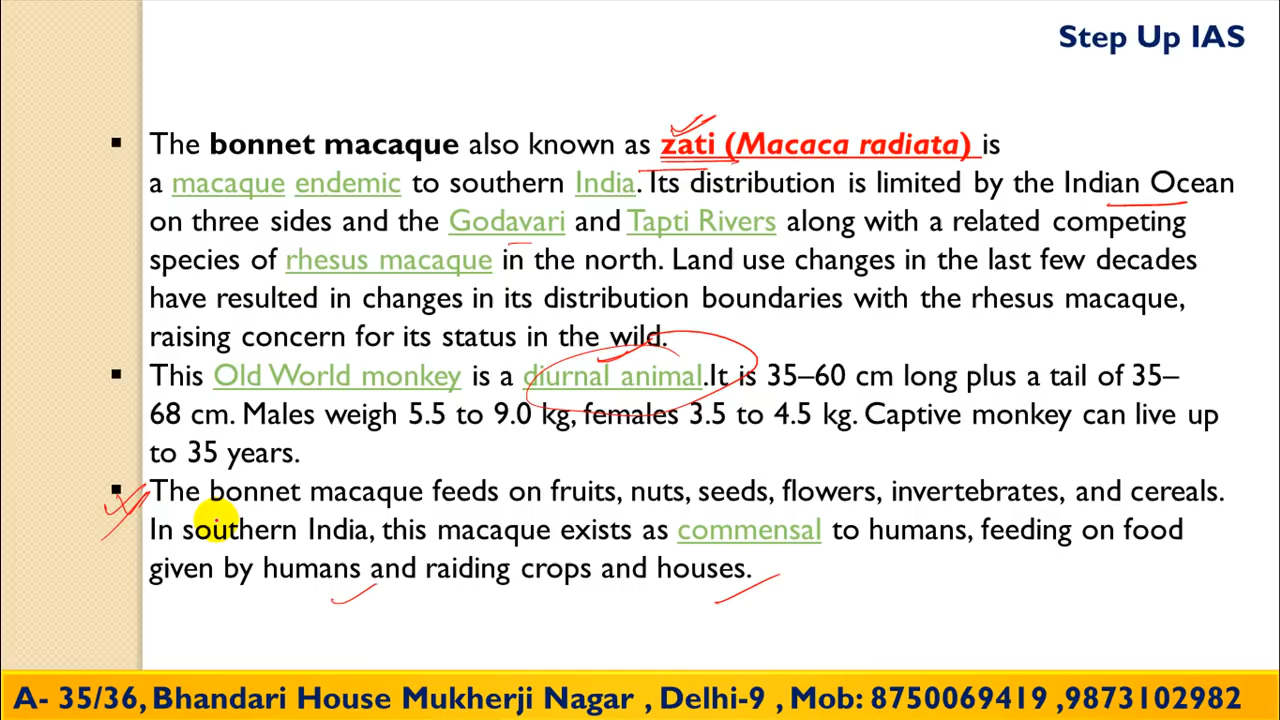 Step Up IAS
▪ The bonnet macaque also known as zati (Macaca radiata) is
a macaque endemic to southern India. Its distribution is limited by the Indian Ocean
on three sides and the Godavari and Tapti Rivers along with a related competing
species of rhesus macaque in the north. Land use changes in the last few decades
have resulted in changes in its distribution boundaries with the rhesus macaque,
raising concern for its status in the wild.
▪ This Old World monkey is a diurnal animal.It is 35–60 cm long plus a tail of 35–
68 cm. Males weigh 5.5 to 9.0 kg, females 3.5 to 4.5 kg. Captive monkey can live up
to 35 years.
▪ The bonnet macaque feeds on fruits, nuts, seeds, flowers, invertebrates, and cereals.
In southern India, this macaque exists as commensal to humans, feeding on food
given by humans and raiding crops and houses.
A- 35/36, Bhandari House Mukherji Nagar , Delhi-9 , Mob: 8750069419 ,9873102982